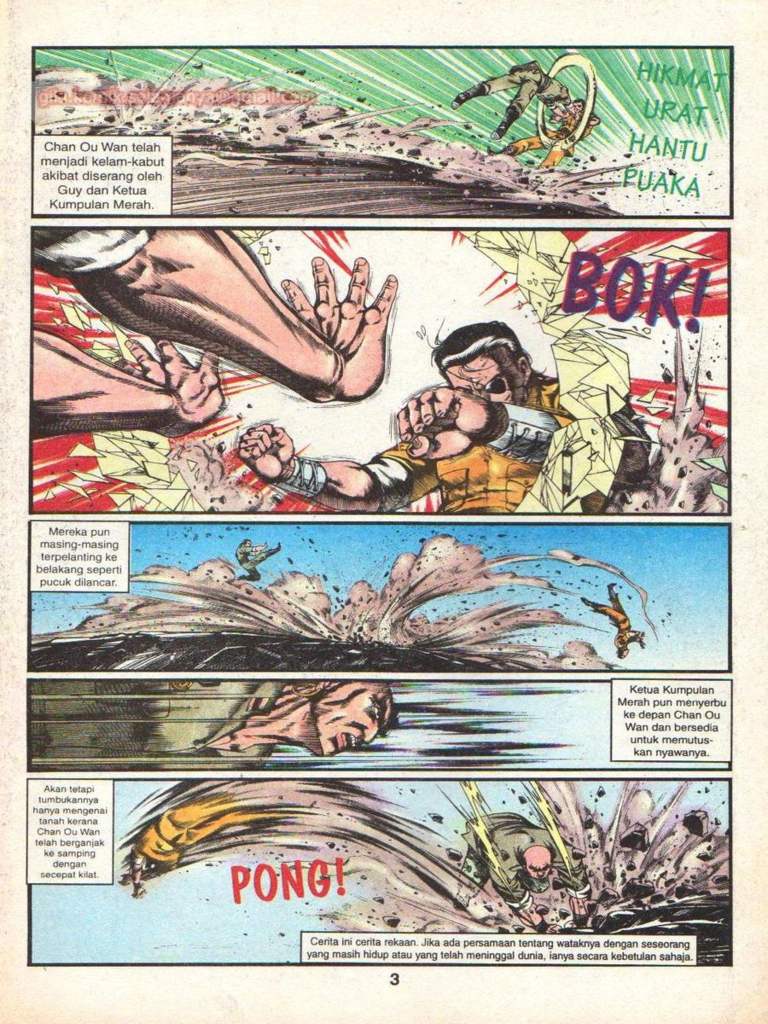 HIKMAT
URAT
HANTU
PUAKA
Chan Ou Wan telah
menjadi kelam-kabut
akibat diserang oleh
Guy dan Ketua
Kumpulan Merah.
BOK!
Mereka pun
masing-masing
terpelanting ke
belakang seperti
pucuk dilancar.
Ketua Kumpulan
Merah pun menyerbu
ke depan Chan Ou
Wan dan bersedia
untuk memutus-
kan nyawanya.
Akan tetapi
tumbukannya
hanya mengenai
tanah kerana
Chan Ou Wan
telah berganjak
ke samping
dengan
secepat kilat.
PONG!
Cerita ini cerita rekaan. Jika ada persamaan tentang wataknya dengan seseorang
yang masih hidup atau yang telah meninggal dunia, ianya secara kebetulan sahaja.
3